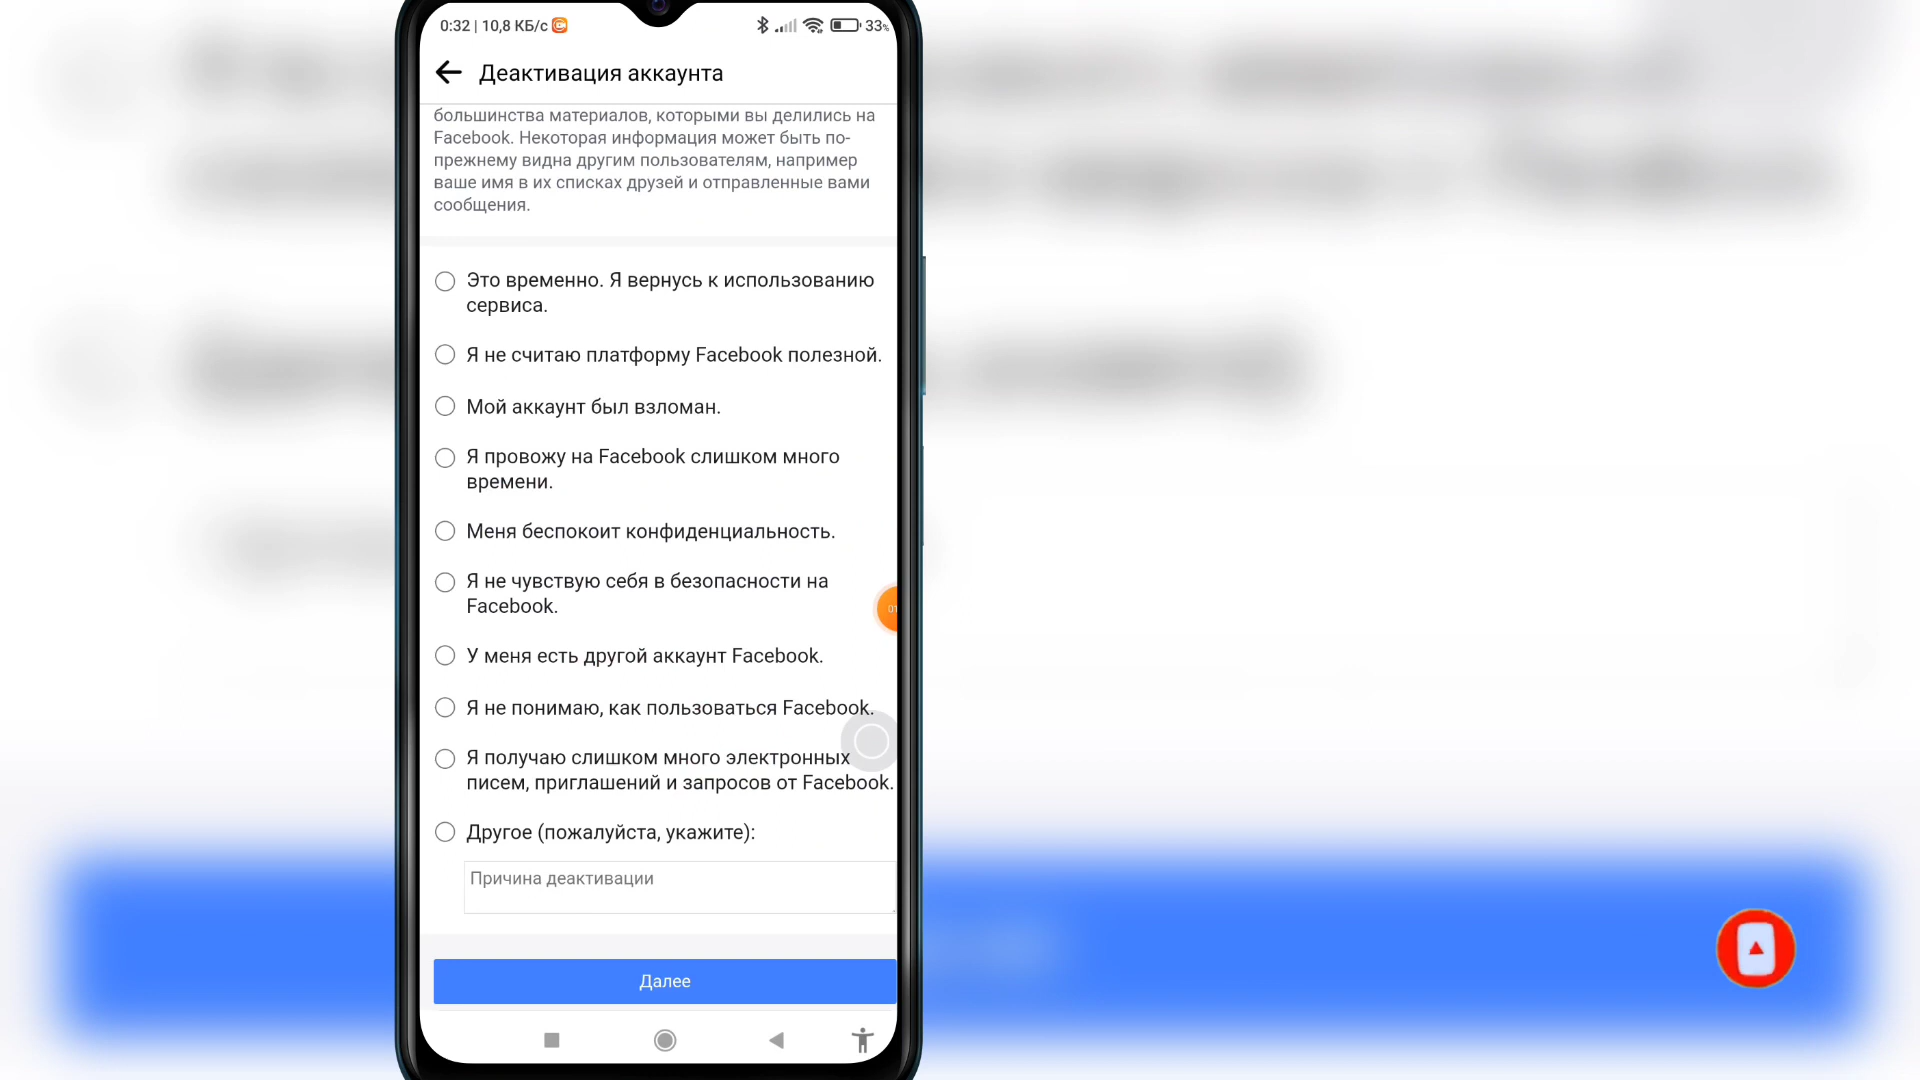 0:32 | 10,8 КБ/с
33%
Деактивация аккаунта
большинства материалов, которыми вы делились на
Facebook. Некоторая информация может быть по-
прежнему видна другим пользователям, например
ваше имя в их списках друзей и отправленные вами
сообщения.
Это временно. Я вернусь к использованию
сервиса.
Я не считаю платформу Facebook полезной.
Мой аккаунт был взломан.
Я провожу на Facebook слишком много
времени.
Меня беспокоит конфиденциальность.
Я не чувствую себя в безопасности на
Facebook.
01
У меня есть другой аккаунт Facebook.
Я не понимаю, как пользоваться Facebook.
Я получаю слишком много электронных
писем, приглашений и запросов от Facebook.
Другое (пожалуйста, укажите):
Причина деактивации
Далее